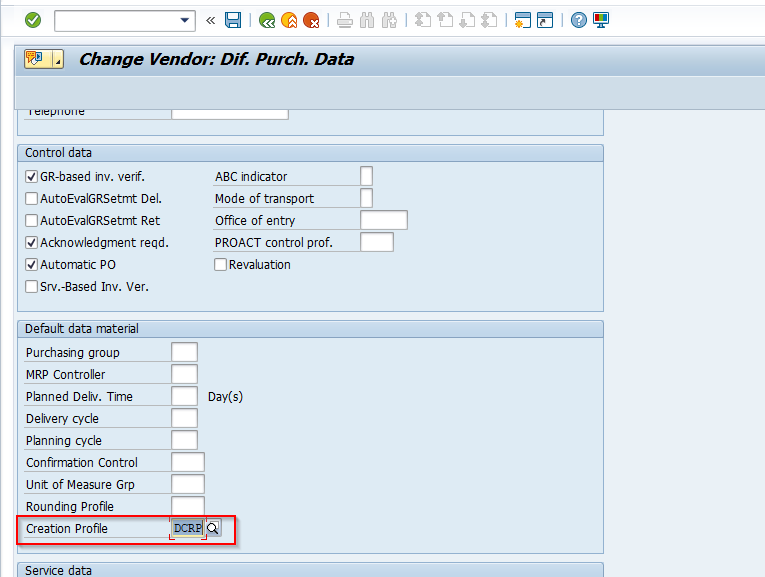 Change Vendor: Dif. Purch. Data
Telephone
Control data
GR-based inv. verif. ABC indicator
AutoEvalGRSetmt Del. Mode of transport
AutoEvalGRSetmt Ret Office of entry
Acknowledgment reqd. PROACT control prof.
Automatic PO Revaluation
Srv.-Based Inv. Ver.
Default data material
Purchasing group
MRP Controller
Planned Deliv. Time Day(s)
Delivery cycle
Planning cycle
Confirmation Control
Unit of Measure Grp
Rounding Profile
Creation Profile DCRP
Service data